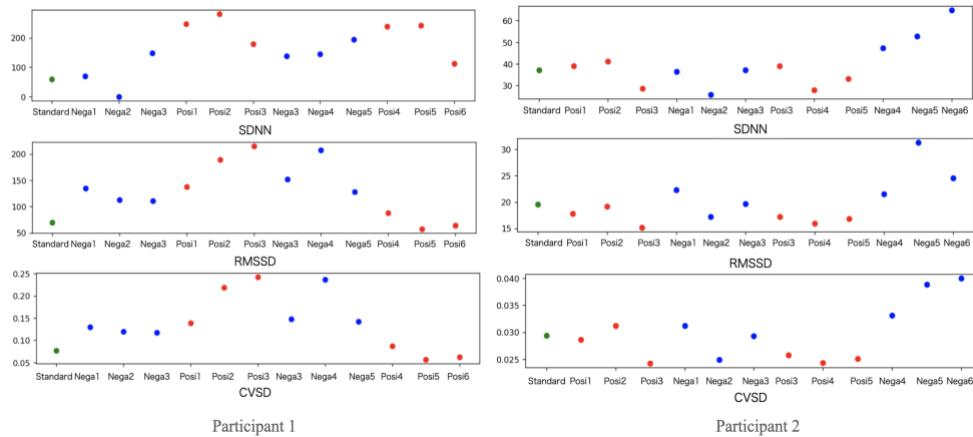 200
100
0
Standard Nega1 Nega2 Nega3 Posi1 Posi2 Posi3 Nega3 Nega4 Nega5 Posi4 Posi5 Posi6
SDNN
200
150
100
50
Standard Nega1 Nega2 Nega3 Posi1 Posi2 Posi3 Nega3 Nega4 Nega5 Posi4 Posi5 Posi6
RMSSD
0.25
0.20
0.15
0.10
0.05
Standard Nega1 Nega2 Nega3 Posi1 Posi2 Posi3 Nega3 Nega4 Nega5 Posi4 Posi5 Posi6
CVSD
Participant 1
60
50
40
30
Standard Posi1 Posi2 Posi3 Nega1 Nega2 Nega3 Posi3 Posi4 Posi5 Nega4 Nega5 Nega6
SDNN
30
25
20
15
Standard Posi1 Posi2 Posi3 Nega1 Nega2 Nega3 Posi3 Posi4 Posi5 Nega4 Nega5 Nega6
RMSSD
0.040
0.035
0.030
0.025
Standard Posi1 Posi2 Posi3 Nega1 Nega2 Nega3 Posi3 Posi4 Posi5 Nega4 Nega5 Nega6
CVSD
Participant 2